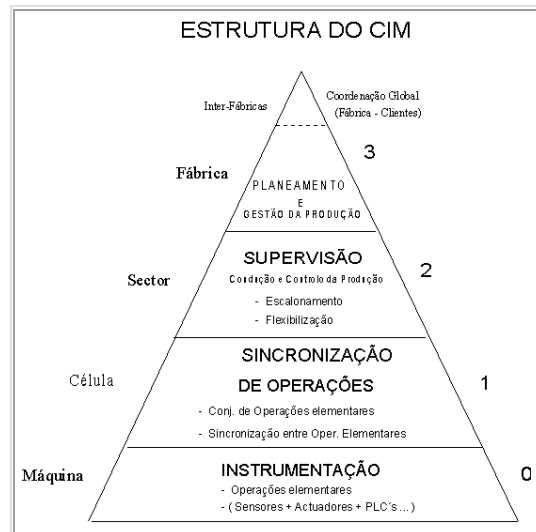 ESTRUTURA DO CIM
Inter-Fábricas
Coordenação Global
(Fábrica - Clientes)
3
Fábrica
PLANEAMENTO
E
GESTÃO DA PRODUÇÃO
SUPERVISÃO
2
Sector
Condução e Controlo da Produção
- Escalonamento
- Flexibilização
SINCRONIZAÇÃO
Célula
1
DE OPERAÇÕES
- Conj. de Operações elementares
- Sincronização entre Oper. Elementares
Máquina
INSTRUMENTAÇÃO
0
- Operações elementares
- ( Sensores + Actuadores + PLC´s ... )